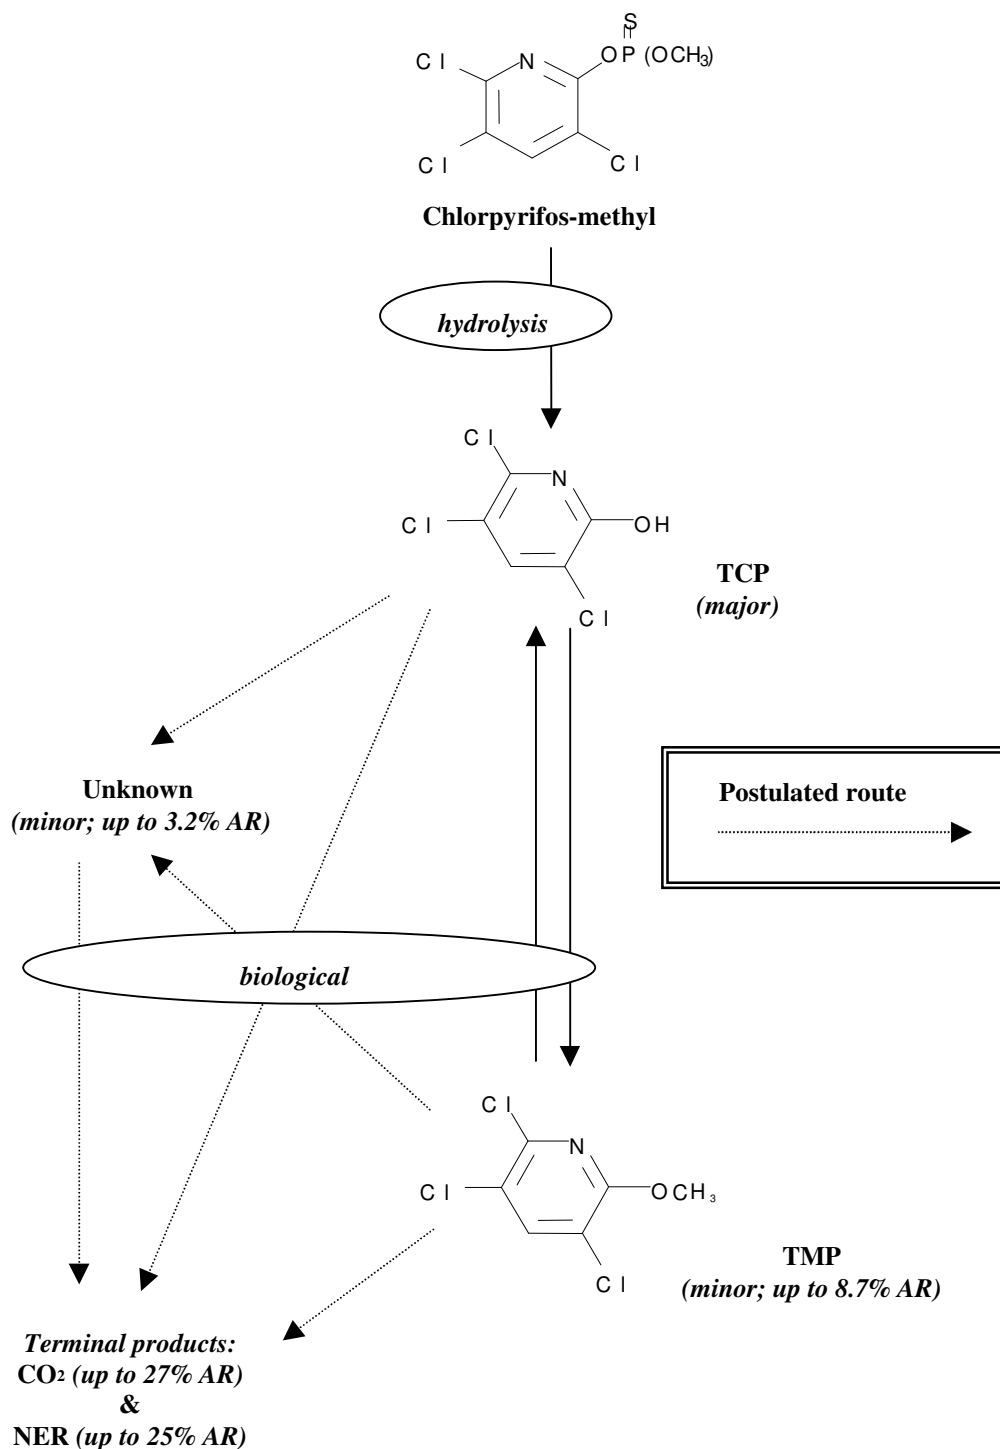 S
Cl N OP (OCH3)
Cl Cl
Chlorpyrifos-methyl
hydrolysis
Cl
N
Cl OH
Cl
TCP
(major)
Unknown
(minor; up to 3.2% AR)
Postulated route
biological
Cl
N
Cl OCH3
Cl
TMP
(minor; up to 8.7% AR)
Terminal products:
CO2 (up to 27% AR)
&
NER (up to 25% AR)